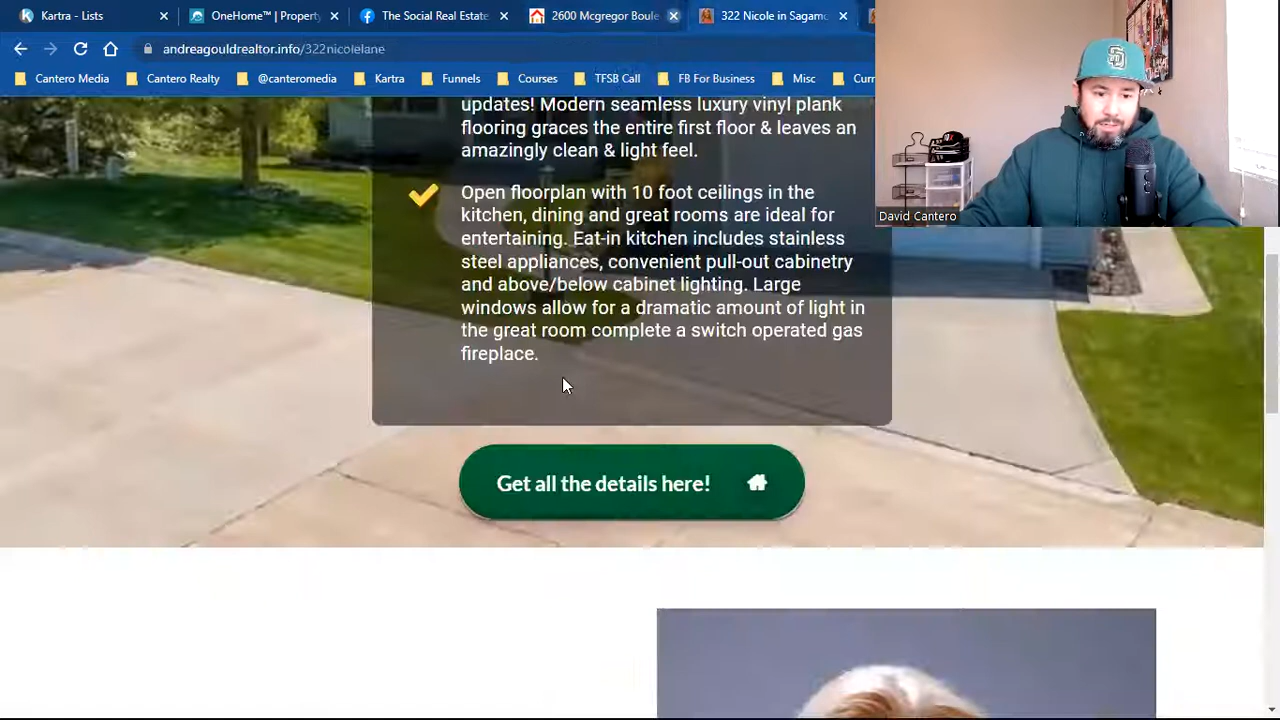 Kartra - Lists
OneHome™ | Property
The Social Real Estate
2600 Mcgregor Boule
322 Nicole in Sagamo
andreagouldrealtor.info/322nicolelane
Cantero Media
Cantero Realty
@canteromedia
Kartra
Funnels
Courses
TFSB Call
FB For Business
Misc
Curr
David Cantero
updates! Modern seamless luxury vinyl plank
flooring graces the entire first floor & leaves an
amazingly clean & light feel.
Open floorplan with 10 foot ceilings in the
kitchen, dining and great rooms are ideal for
entertaining. Eat-in kitchen includes stainless
steel appliances, convenient pull-out cabinetry
and above/below cabinet lighting. Large
windows allow for a dramatic amount of light in
the great room complete a switch operated gas
fireplace.
Get all the details here!